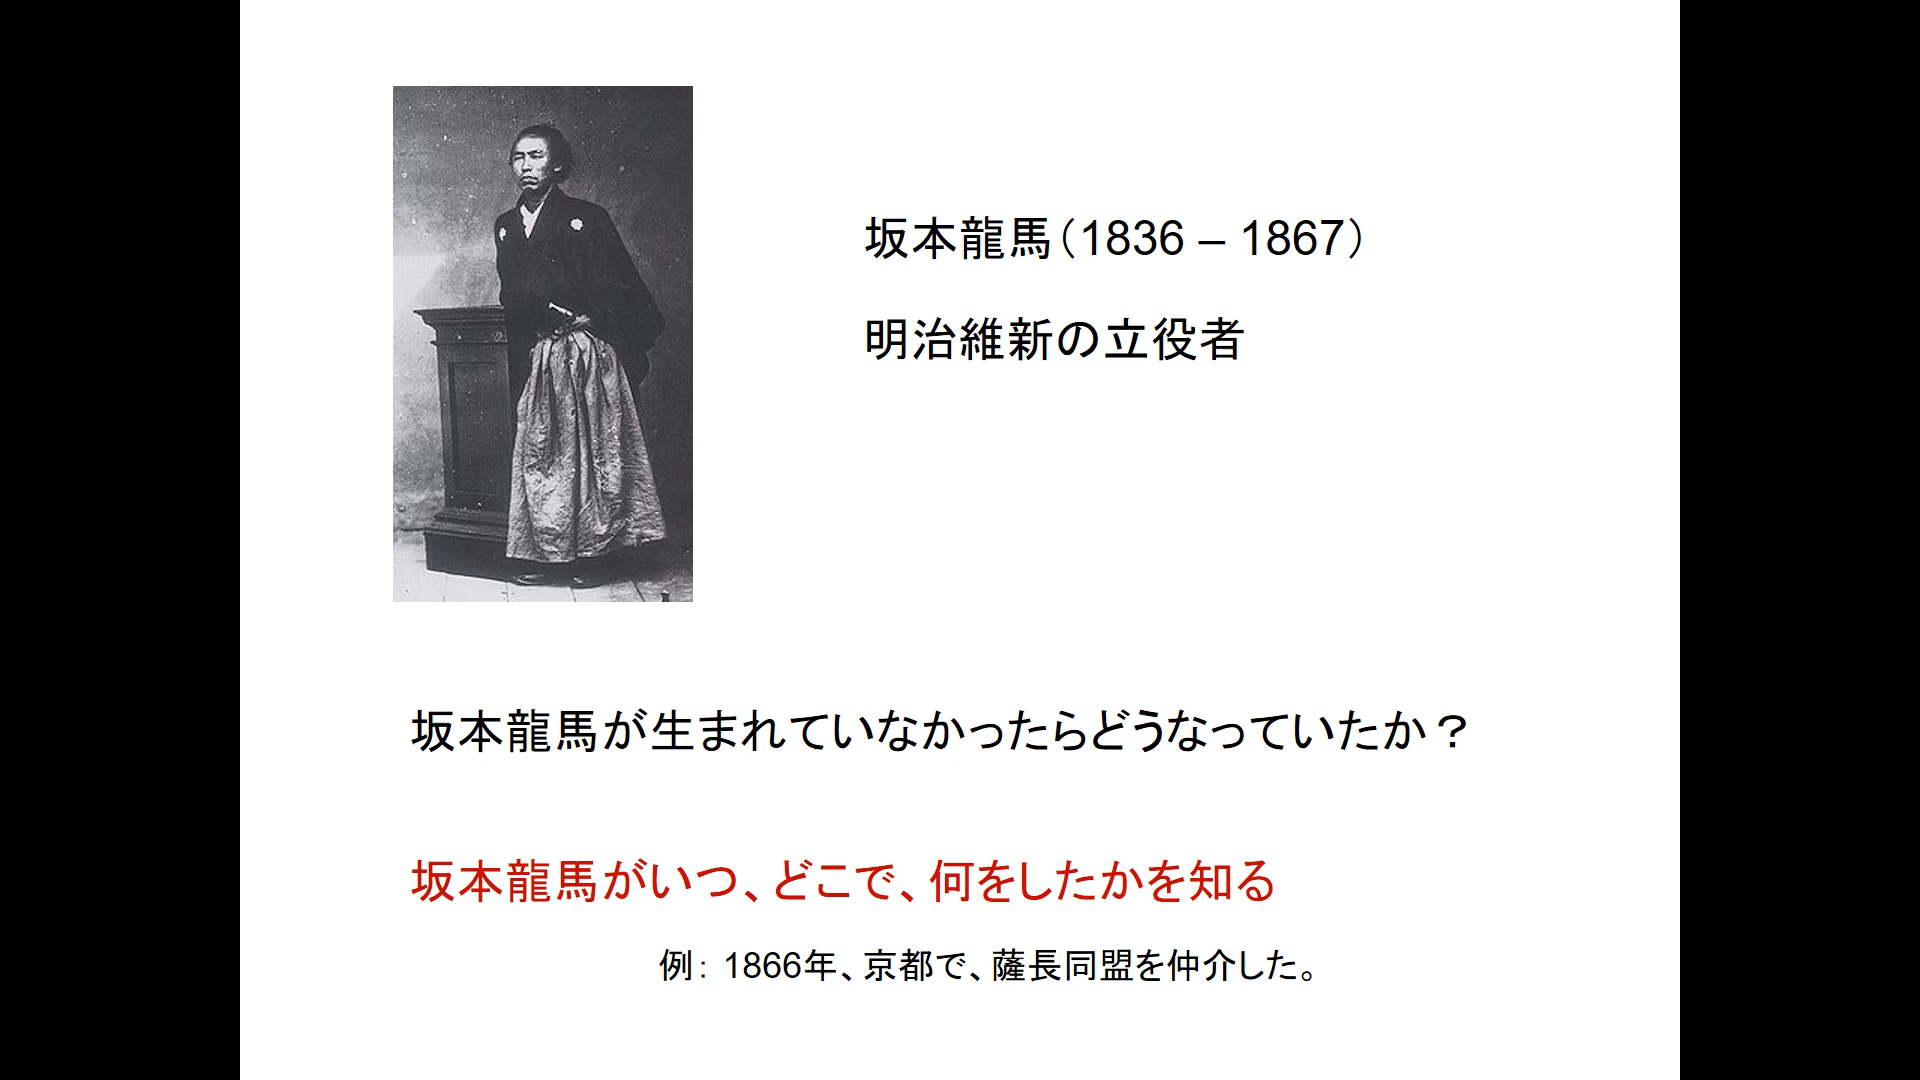 坂本龍馬（1836 – 1867）
明治維新の立役者
坂本龍馬が生まれていなかったらどうなっていたか？
坂本龍馬がいつ、どこで、何をしたかを知る
例： 1866年、京都で、薩長同盟を仲介した。